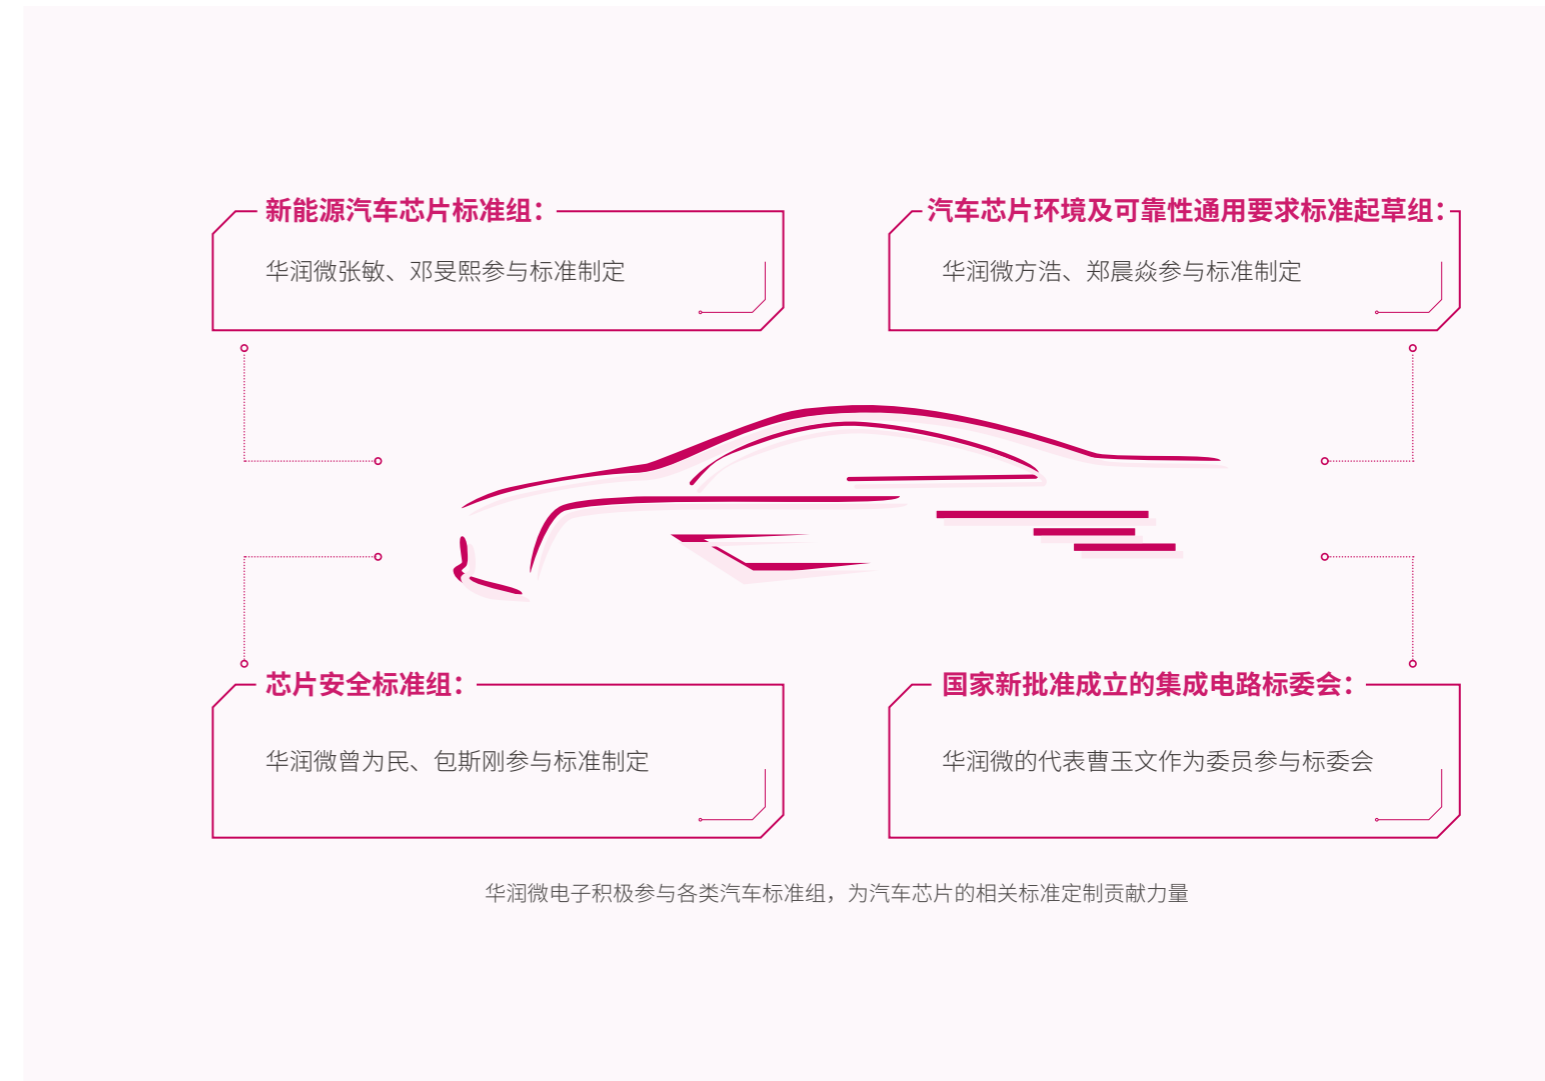 新能源汽车芯片标准组：
华润微张敏、邓旻熙参与标准制定
汽车芯片环境及可靠性通用要求标准起草组：
华润微方浩、郑晨焱参与标准制定
芯片安全标准组：
华润微曾为民、包斯刚参与标准制定
国家新批准成立的集成电路标委会：
华润微的代表曹玉文作为委员参与标委会
华润微电子积极参与各类汽车标准组，为汽车芯片的相关标准定制贡献力量